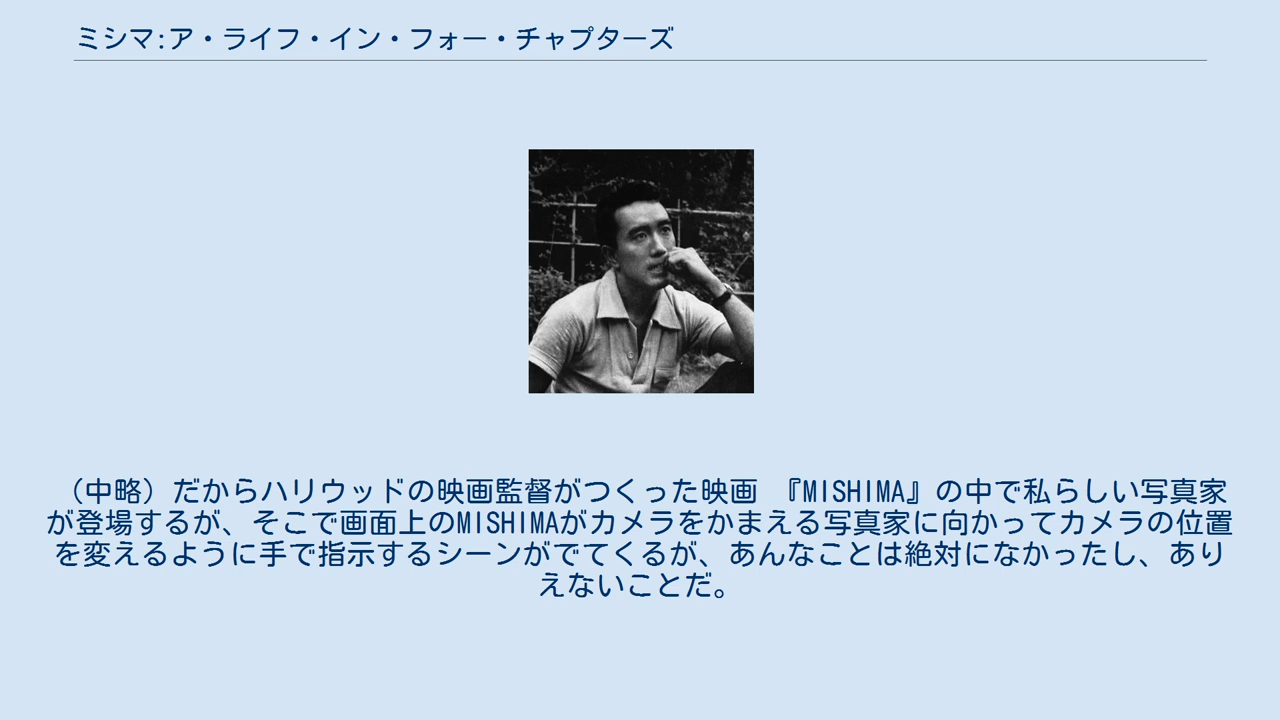 ミシマ:ア・ライフ・イン・フォー・チャプターズ
（中略）だからハリウッドの映画監督がつくった映画　『MISHIMA』の中で私らしい写真家
が登場するが、そこで画面上のMISHIMAがカメラをかまえる写真家に向かってカメラの位置
を変えるように手で指示するシーンがでてくるが、あんなことは絶対になかったし、あり
えないことだ。